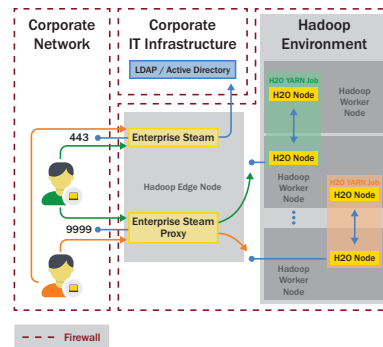 Corporate
Network
Corporate
IT Infrastructure
Hadoop
Environment
LDAP / Active Directory
H2O YARN Job
H2O Node
Hadoop
Worker
Node
443
Enterprise Steam
H2O Node
Hadoop Edge Node
Hadoop
Worker
Node
H2O YARN Job
H2O Node
9999
Enterprise Steam
Proxy
Hadoop
Worker
Node
H2O Node
Firewall